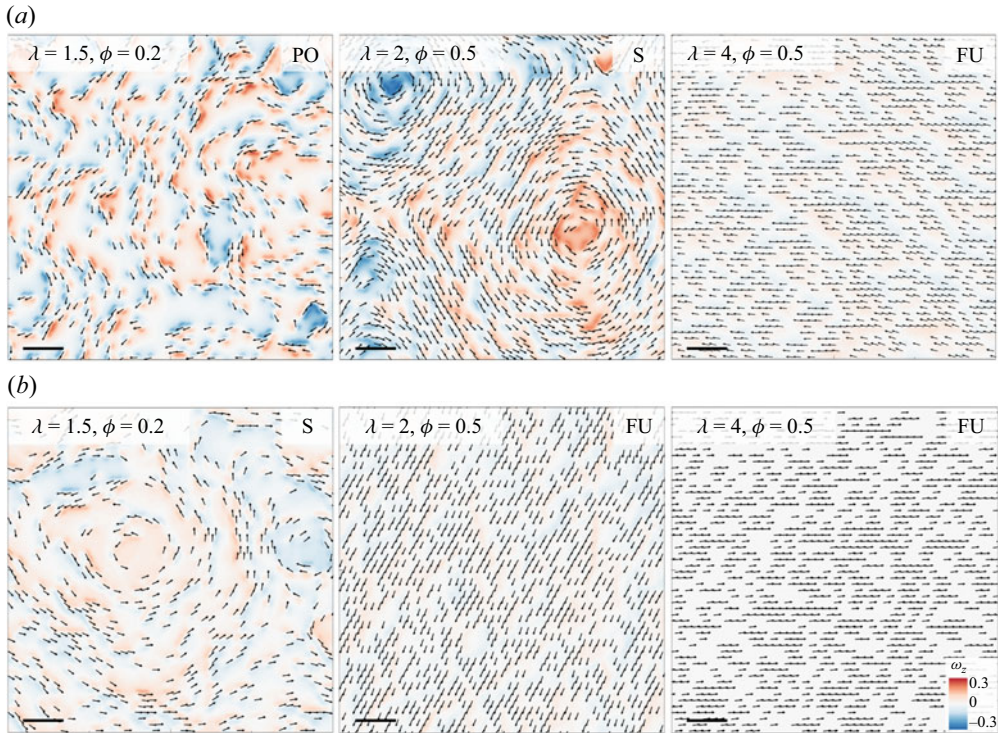 (a)
λ = 1.5, ϕ = 0.2 PO
λ = 2, ϕ = 0.5 S
λ = 4, ϕ = 0.5 FU
(b)
λ = 1.5, ϕ = 0.2 S
λ = 2, ϕ = 0.5 FU
λ = 4, ϕ = 0.5 FU
ω_z
0.3
0
−0.3